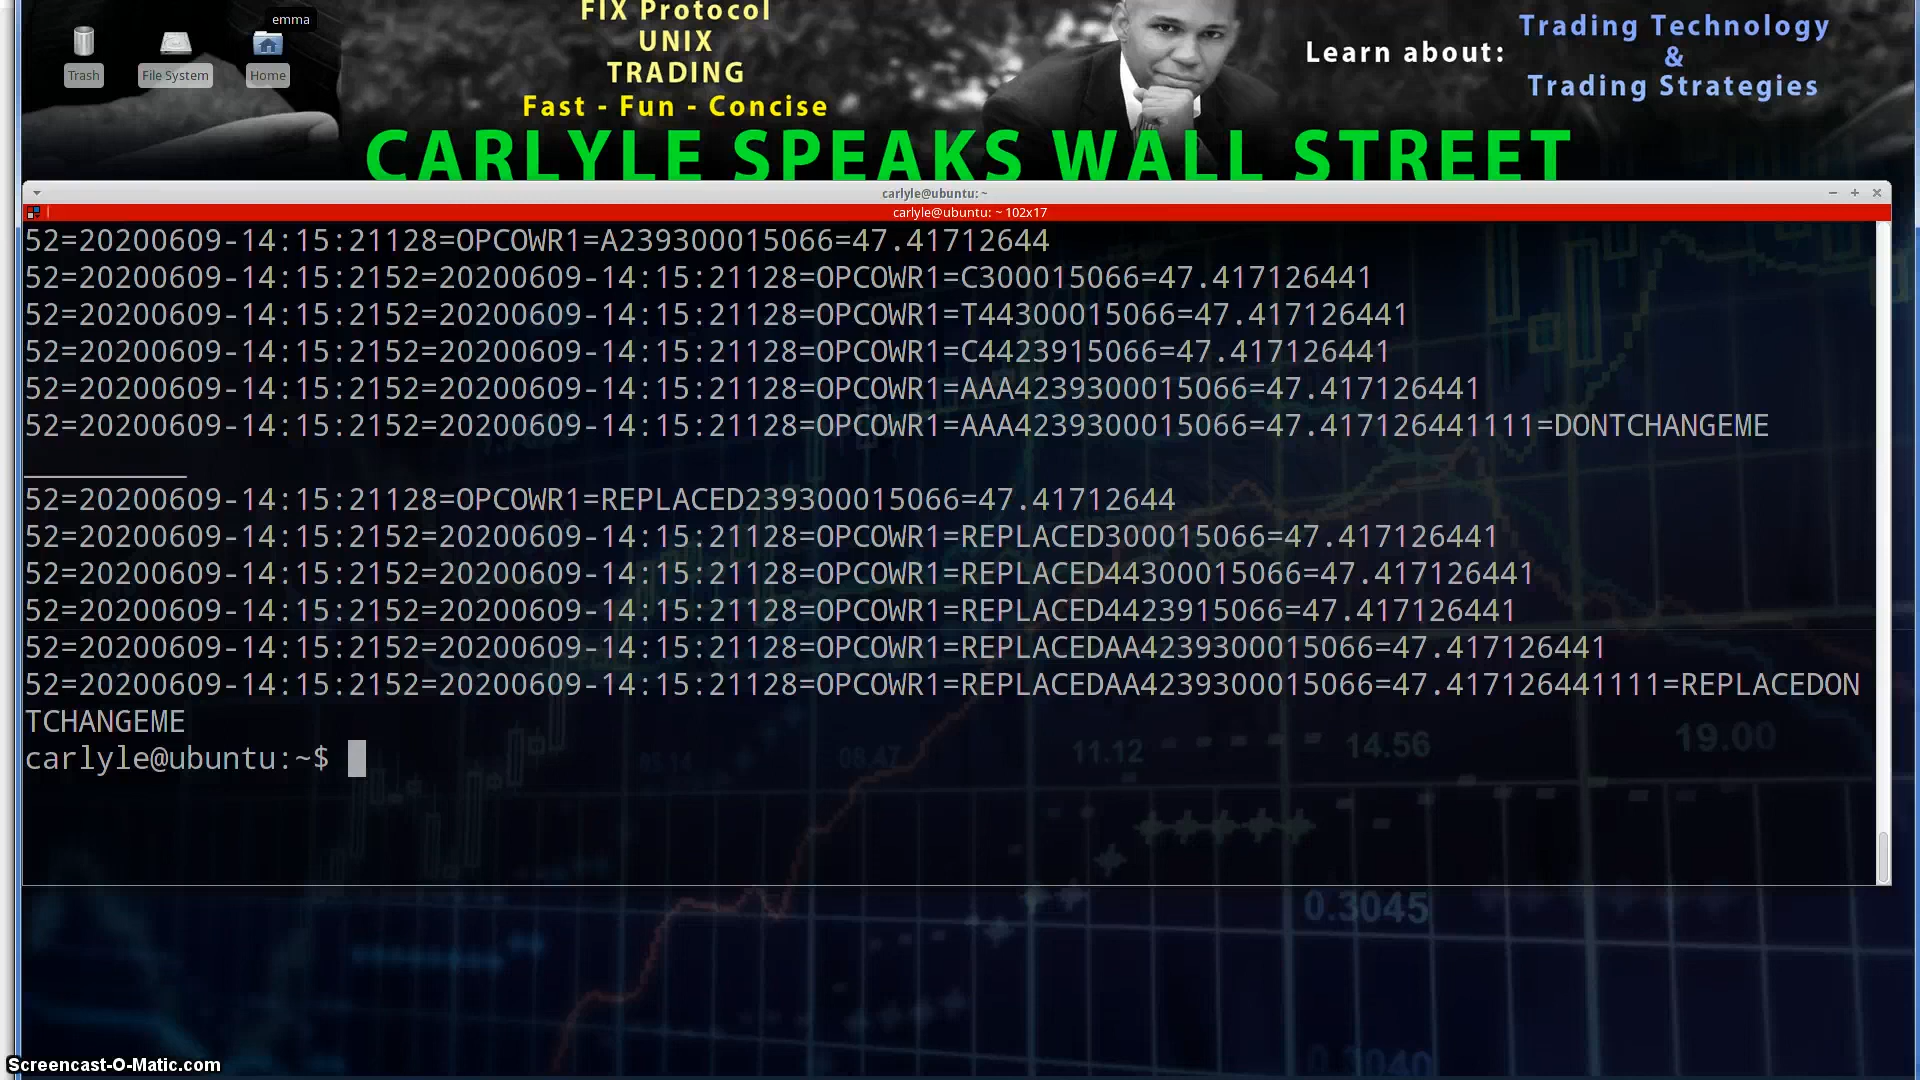 emma
Trash
File System
Home
FIX Protocol
UNIX
TRADING
Fast - Fun - Concise
Learn about:
Trading Technology
&
Trading Strategies
CARLYLE SPEAKS WALL STREET
carlyle@ubuntu: ~
carlyle@ubuntu: ~ 102x17
52=20200609-14:15:21128=OPCOWR1=A239300015066=47.41712644
52=20200609-14:15:2152=20200609-14:15:21128=OPCOWR1=C300015066=47.417126441
52=20200609-14:15:2152=20200609-14:15:21128=OPCOWR1=T44300015066=47.417126441
52=20200609-14:15:2152=20200609-14:15:21128=OPCOWR1=C4423915066=47.417126441
52=20200609-14:15:2152=20200609-14:15:21128=OPCOWR1=AAA4239300015066=47.417126441
52=20200609-14:15:2152=20200609-14:15:21128=OPCOWR1=AAA4239300015066=47.417126441111=DONTCHANGEME
_________
52=20200609-14:15:21128=OPCOWR1=REPLACED239300015066=47.41712644
52=20200609-14:15:2152=20200609-14:15:21128=OPCOWR1=REPLACED300015066=47.417126441
52=20200609-14:15:2152=20200609-14:15:21128=OPCOWR1=REPLACED44300015066=47.417126441
52=20200609-14:15:2152=20200609-14:15:21128=OPCOWR1=REPLACED4423915066=47.417126441
52=20200609-14:15:2152=20200609-14:15:21128=OPCOWR1=REPLACEDAA4239300015066=47.417126441
52=20200609-14:15:2152=20200609-14:15:21128=OPCOWR1=REPLACEDAA4239300015066=47.417126441111=REPLACEDON
TCHANGEME
carlyle@ubuntu:~$
08.47
11.12
14.56
19.00
0.3045
0.3040
Screencast-O-Matic.com